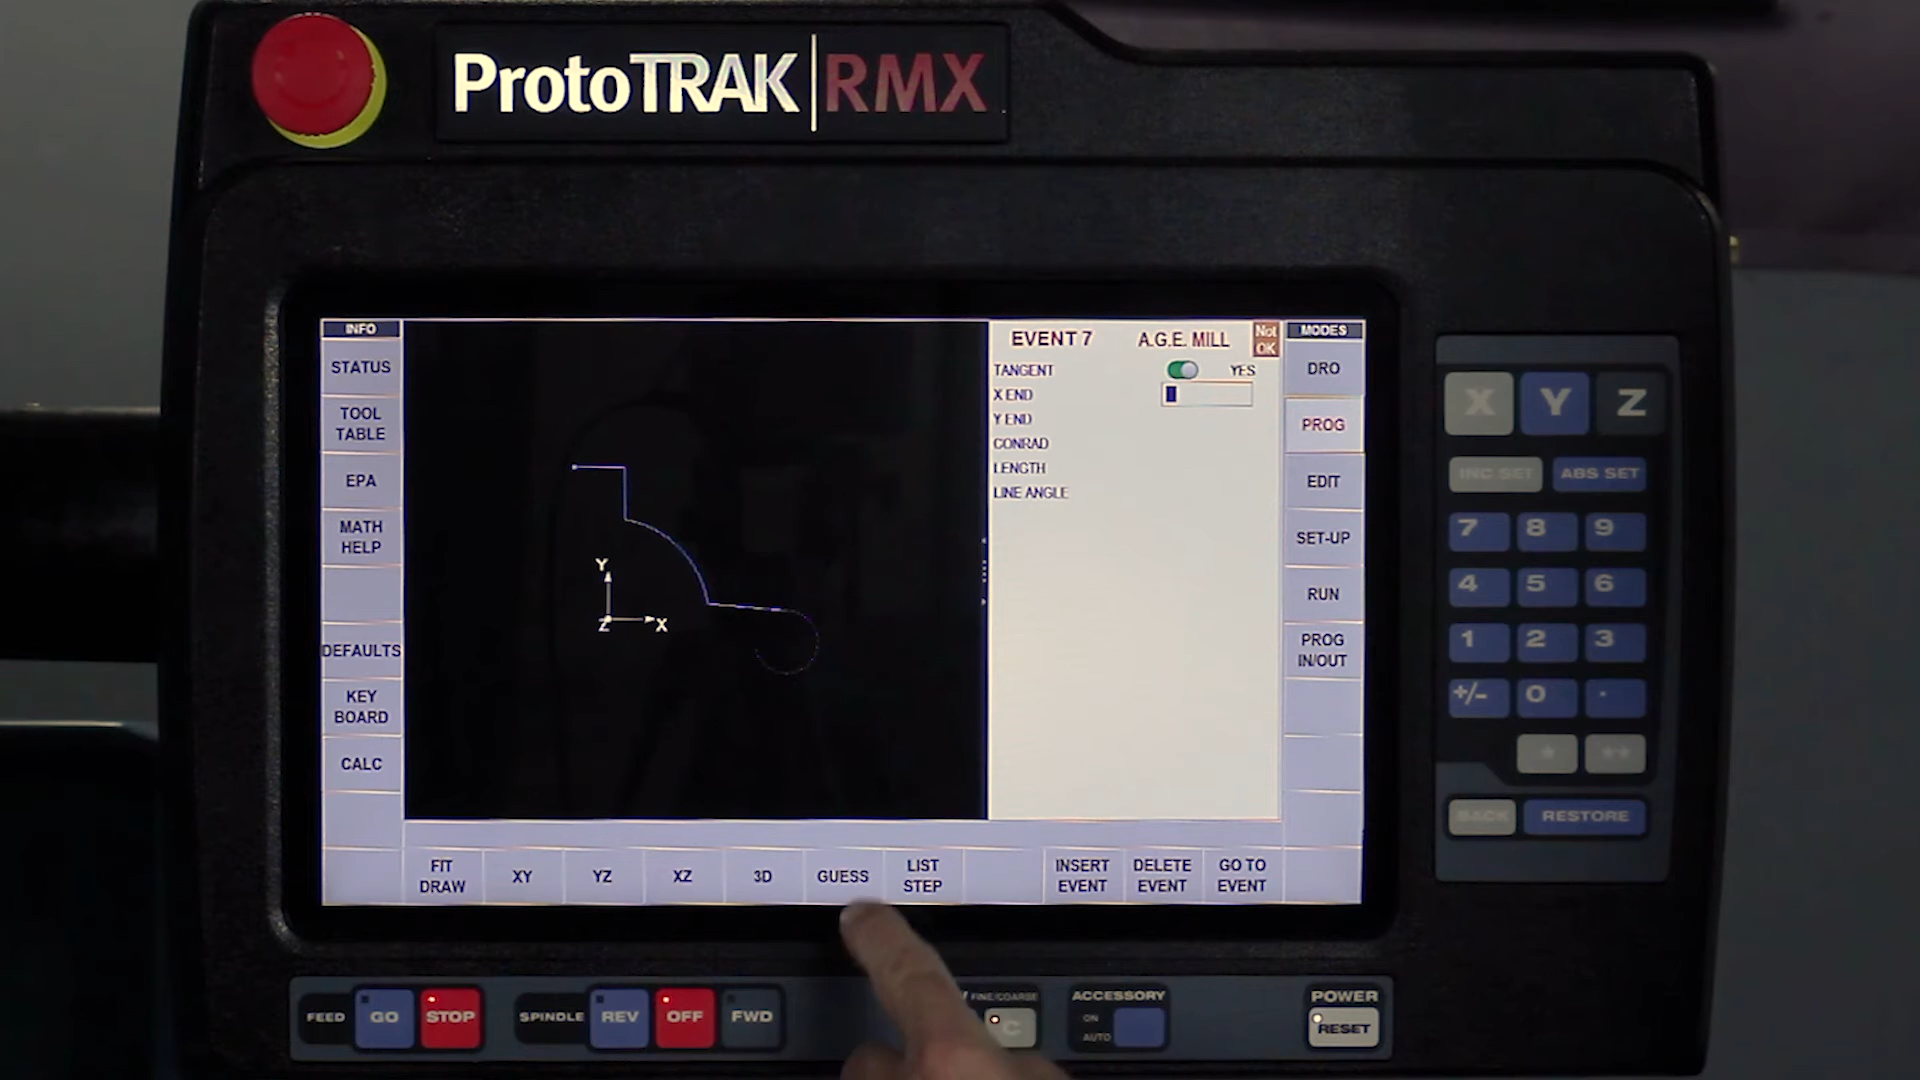 ProtoTRAK|RMX
INFO
STATUS
TOOL
TABLE
EPA
MATH
HELP
DEFAULTS
KEY
BOARD
CALC
Y
Z
X
EVENT 7
A.G.E. MILL
Not
OK
TANGENT
YES
X END
Y END
CONRAD
LENGTH
LINE ANGLE
MODES
DRO
PROG
EDIT
SET-UP
RUN
PROG
IN/OUT
FIT
DRAW
XY
YZ
XZ
3D
GUESS
LIST
STEP
INSERT
EVENT
DELETE
EVENT
GO TO
EVENT
X Y Z
INC SET
ABS SET
7 8 9
4 5 6
1 2 3
+/- 0 .
BACK
RESTORE
FEED
GO
STOP
SPINDLE
REV
OFF
FWD
FINE/COARSE
C
ACCESSORY
ON
AUTO
POWER
RESET